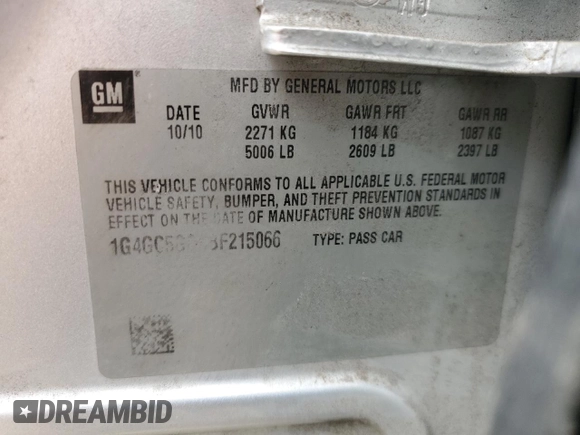 GM
MFD BY GENERAL MOTORS LLC
DATE GVWR GAWR FRT GAWR RR
10/10 2271 KG 1184 KG 1087 KG
5006 LB 2609 LB 2397 LB
THIS VEHICLE CONFORMS TO ALL APPLICABLE U.S. FEDERAL MOTOR
VEHICLE SAFETY, BUMPER, AND THEFT PREVENTION STANDARDS IN
EFFECT ON THE DATE OF MANUFACTURE SHOWN ABOVE.
TYPE: PASS CAR
DREAMBID